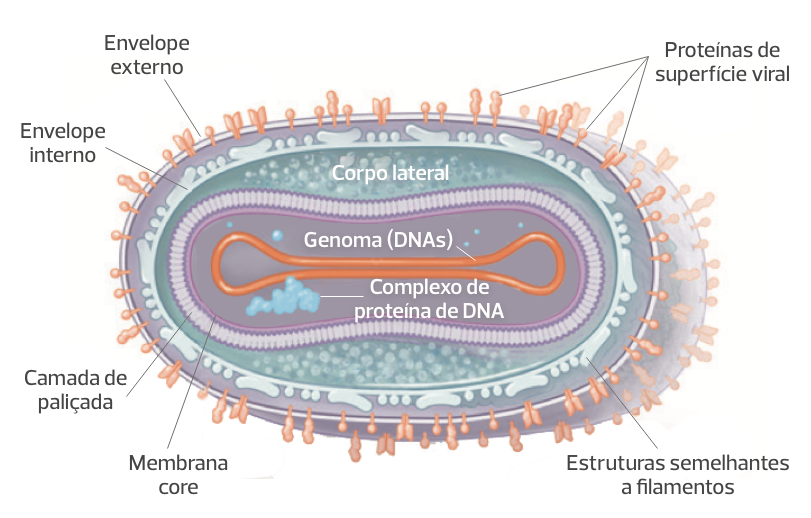 Envelope
externo
Proteínas de
superfície viral
Envelope
interno
Corpo lateral
Genoma (DNAs)
Complexo de
proteína de DNA
Camada de
paliçada
Membrana
core
Estruturas semelhantes
a filamentos